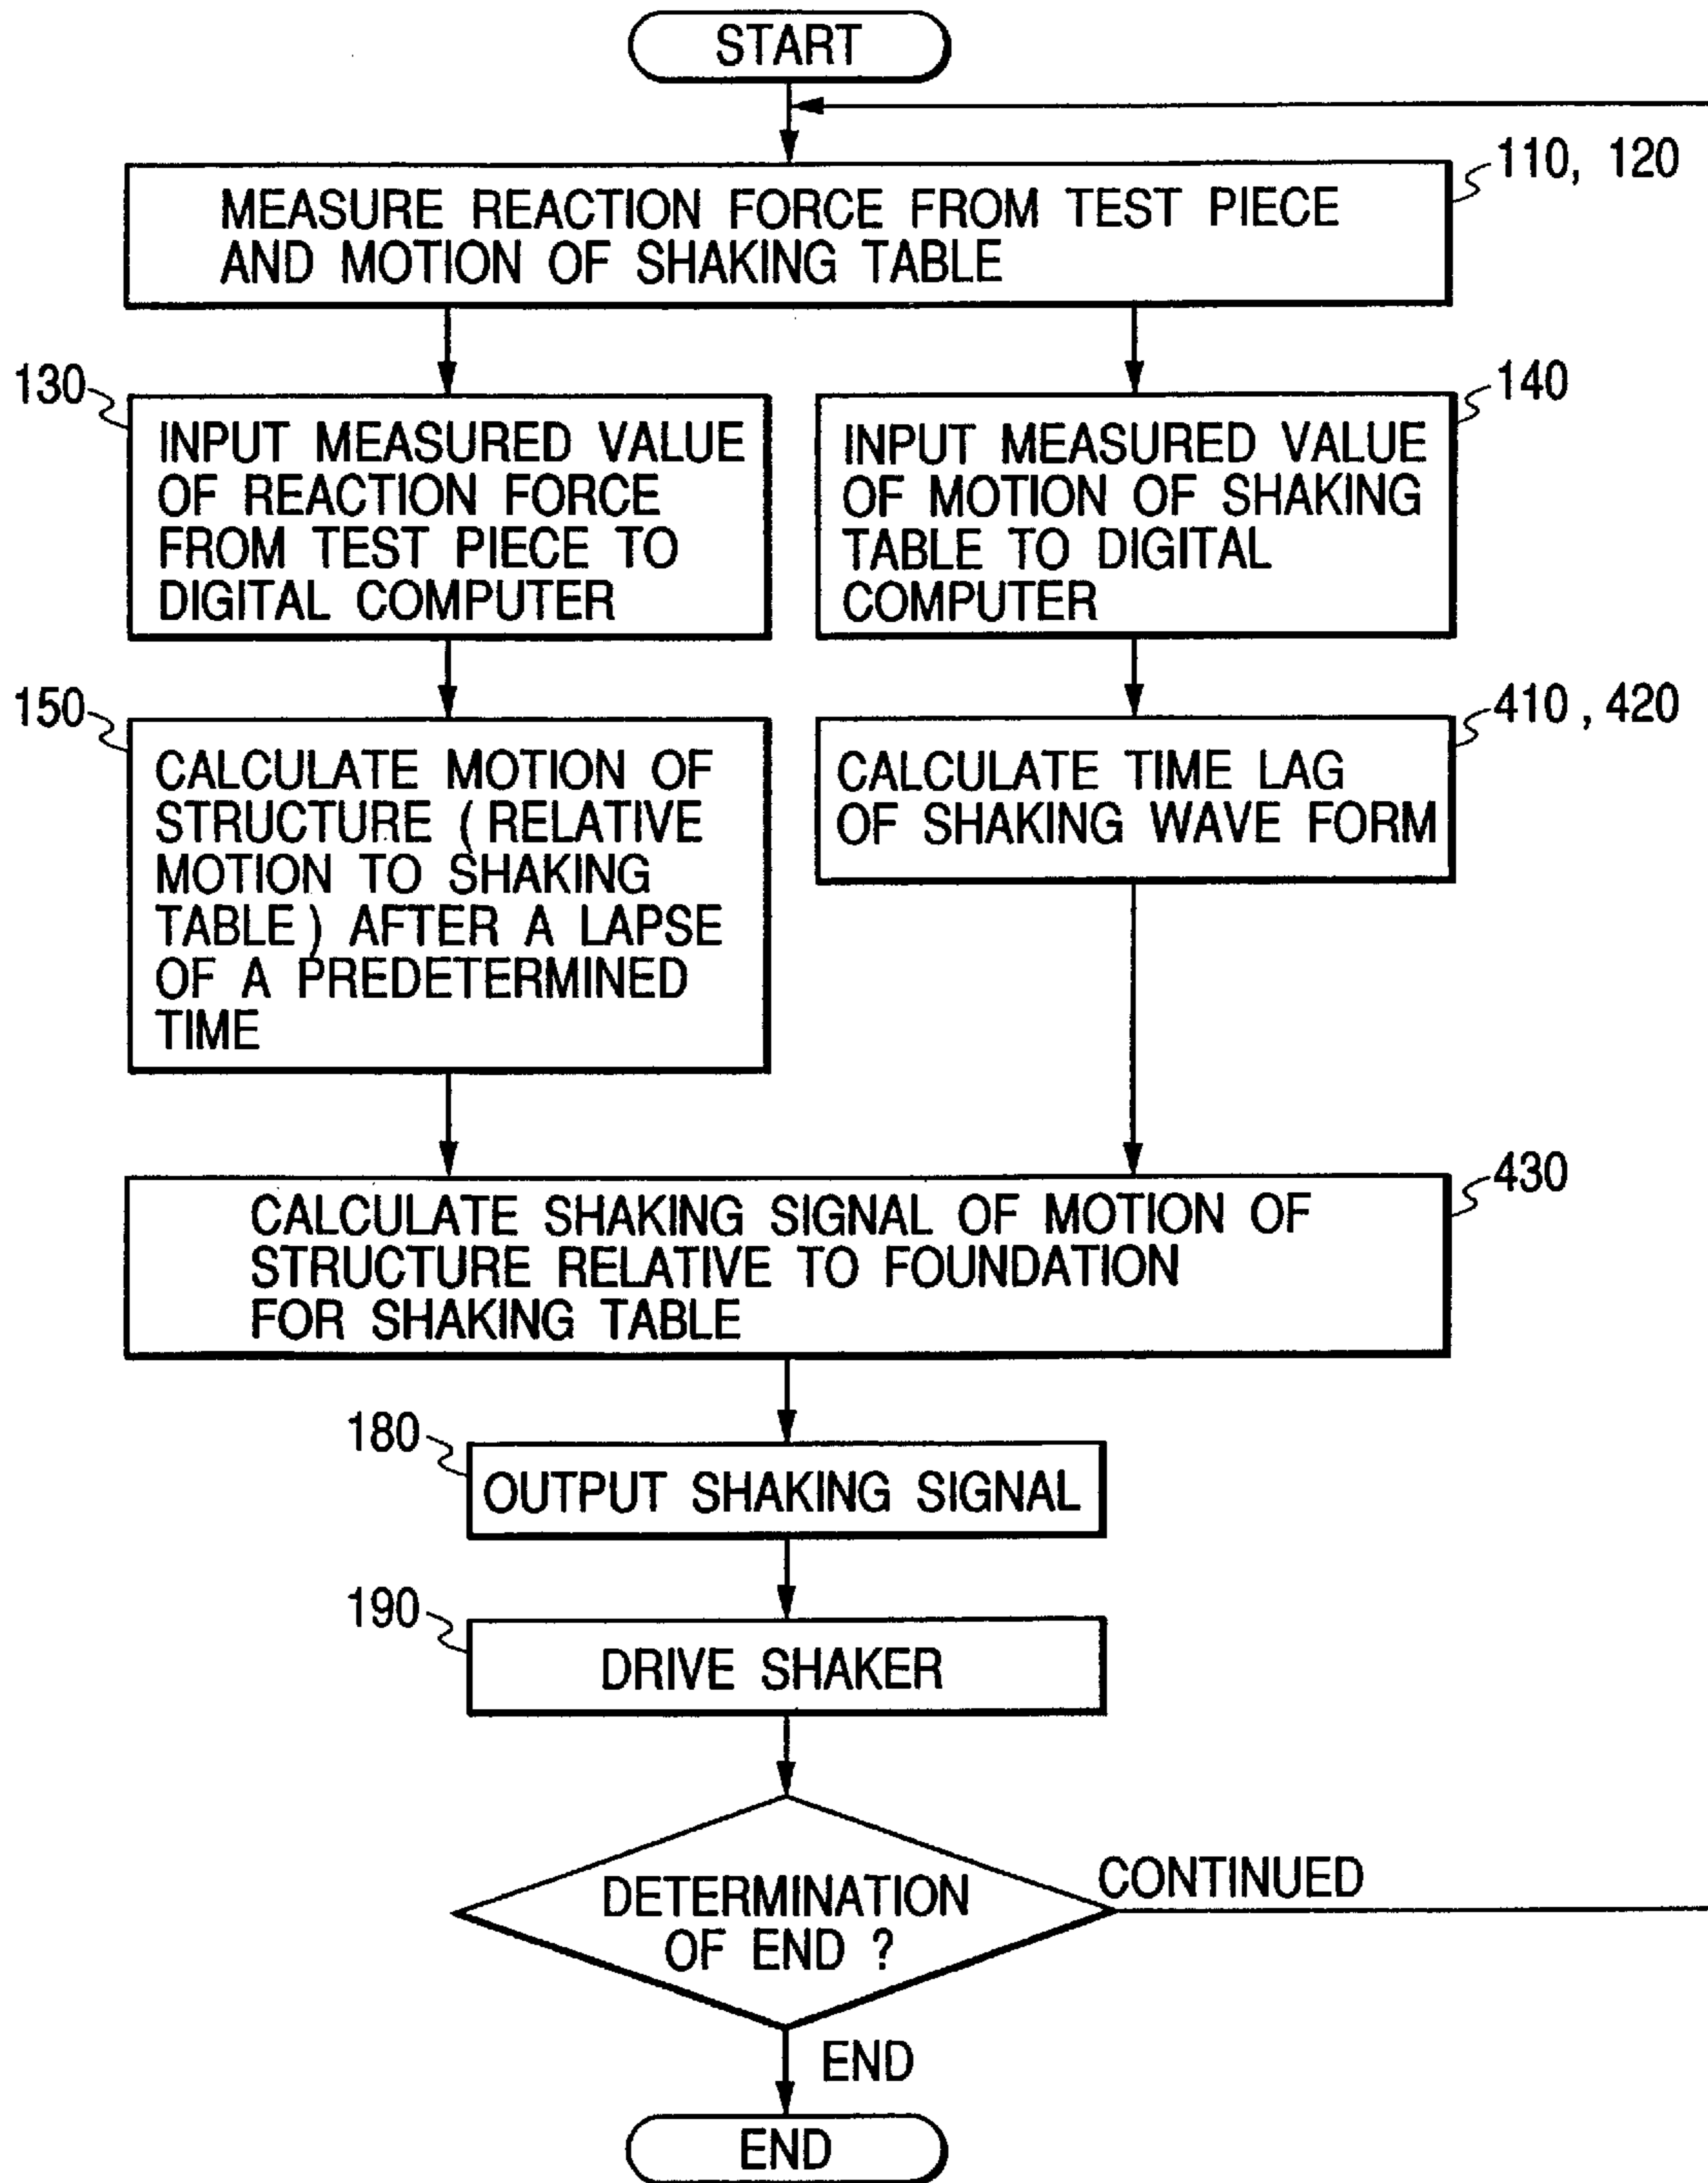 START
110, 120
MEASURE REACTION FORCE FROM TEST PIECE
AND MOTION OF SHAKING TABLE
130
INPUT MEASURED VALUE
OF REACTION FORCE
FROM TEST PIECE TO
DIGITAL COMPUTER
140
INPUT MEASURED VALUE
OF MOTION OF SHAKING
TABLE TO DIGITAL
COMPUTER
150
CALCULATE MOTION OF
STRUCTURE (RELATIVE
MOTION TO SHAKING
TABLE) AFTER A LAPSE
OF A PREDETERMINED
TIME
410, 420
CALCULATE TIME LAG
OF SHAKING WAVE FORM
430
CALCULATE SHAKING SIGNAL OF MOTION OF
STRUCTURE RELATIVE TO FOUNDATION
FOR SHAKING TABLE
180
OUTPUT SHAKING SIGNAL
190
DRIVE SHAKER
DETERMINATION
OF END ?
CONTINUED
END
END